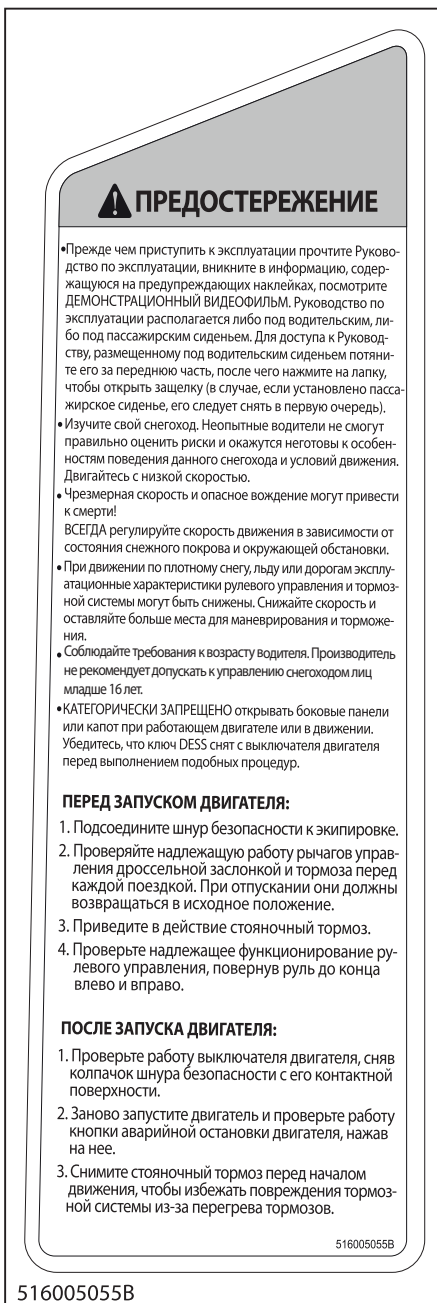 ПРЕДОСТЕРЕЖЕНИЕ
•Прежде чем приступить к эксплуатации прочтите Руково-
дство по эксплуатации, вникните в информацию, содер-
жащуюся на предупреждающих наклейках, посмотрите
ДЕМОНСТРАЦИОННЫЙ ВИДЕОФИЛЬМ. Руководство по
эксплуатации располагается либо под водительским, ли-
бо под пассажирским сиденьем. Для доступа к Руковод-
ству, размещенному под водительским сиденьем потяни-
те его за переднюю часть, после чего нажмите на лапку,
чтобы открыть защелку (в случае, если установлено пасса-
жирское сиденье, его следует снять в первую очередь).
• Изучите свой снегоход. Неопытные водители не смогут
правильно оценить риски и окажутся неготовы к особен-
ностям поведения данного снегохода и условий движения.
Двигайтесь с низкой скоростью.
• Чрезмерная скорость и опасное вождение могут привести
к смерти!
ВСЕГДА регулируйте скорость движения в зависимости от
состояния снежного покрова и окружающей обстановки.
• При движении по плотному снегу, льду или дорогам эксплу-
атационные характеристики рулевого управления и тормоз-
ной системы могут быть снижены. Снижайте скорость и
оставляйте больше места для маневрирования и торможе-
ния.
• Соблюдайте требования к возрасту водителя. Производитель
не рекомендует допускать к управлению снегоходом лиц
младше 16 лет.
• КАТЕГОРИЧЕСКИ ЗАПРЕЩЕНО открывать боковые панели
или капот при работающем двигателе или в движении.
Убедитесь, что ключ DESS снят с выключателя двигателя
перед выполнением подобных процедур.
ПЕРЕД ЗАПУСКОМ ДВИГАТЕЛЯ:
1. Подсоедините шнур безопасности к экипировке.
2. Проверяйте надлежащую работу рычагов управ-
ления дроссельной заслонкой и тормоза перед
каждой поездкой. При отпускании они должны
возвращаться в исходное положение.
3. Приведите в действие стояночный тормоз.
4. Проверьте надлежащее функционирование ру-
левого управления, повернув руль до конца
влево и вправо.
ПОСЛЕ ЗАПУСКА ДВИГАТЕЛЯ:
1. Проверьте работу выключателя двигателя, сняв
колпачок шнура безопасности с его контактной
поверхности.
2. Заново запустите двигатель и проверьте работу
кнопки аварийной остановки двигателя, нажав
на нее.
3. Снимите стояночный тормоз перед началом
движения, чтобы избежать повреждения тормоз-
ной системы из-за перегрева тормозов.
516005055B
516005055B